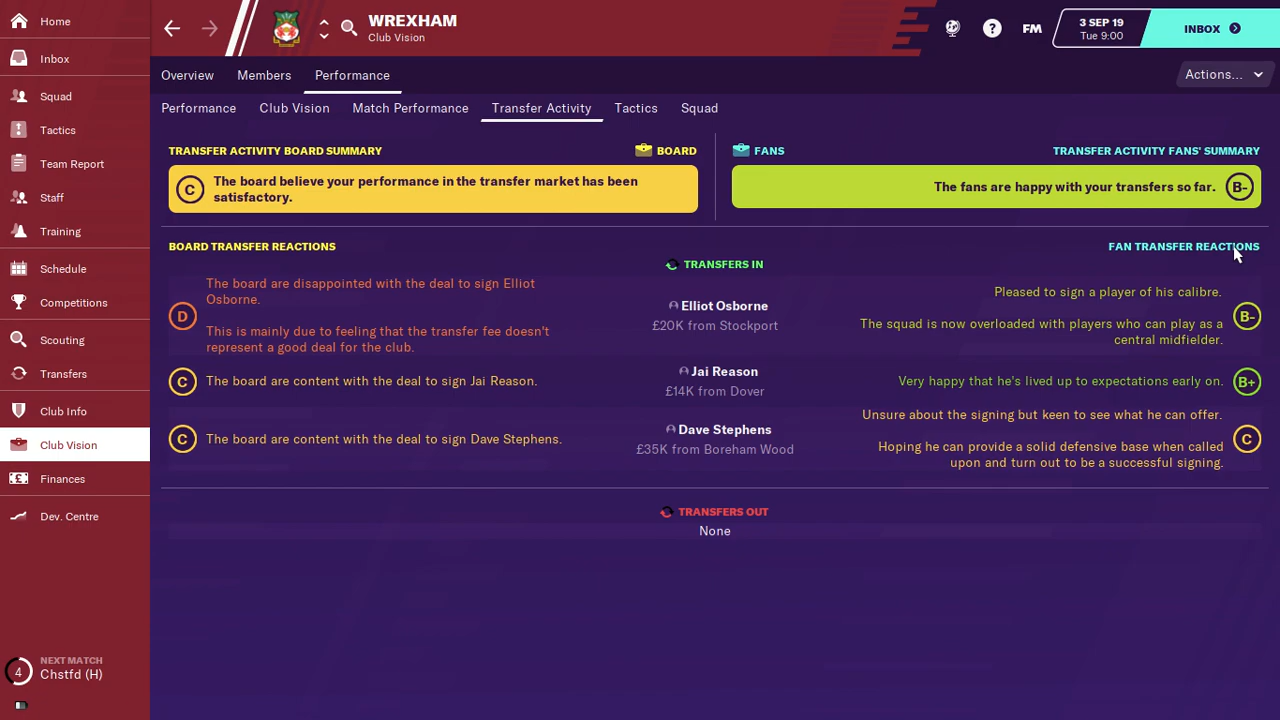 Home
Inbox
Squad
Tactics
Team Report
Staff
Training
Schedule
Competitions
Scouting
Transfers
Club Info
Club Vision
Finances
Dev. Centre
NEXT MATCH
4
Chstfd (H)
WREXHAM
Club Vision
?
FM
3 SEP 19
Tue 9:00
INBOX
Overview
Members
Performance
Actions...
Performance
Club Vision
Match Performance
Transfer Activity
Tactics
Squad
TRANSFER ACTIVITY BOARD SUMMARY
BOARD
C
The board believe your performance in the transfer market has been
satisfactory.
FANS
TRANSFER ACTIVITY FANS' SUMMARY
The fans are happy with your transfers so far.
B-
BOARD TRANSFER REACTIONS
FAN TRANSFER REACTIONS
TRANSFERS IN
D
The board are disappointed with the deal to sign Elliot
Osborne.
This is mainly due to feeling that the transfer fee doesn't
represent a good deal for the club.
Elliot Osborne
£20K from Stockport
Pleased to sign a player of his calibre.
The squad is now overloaded with players who can play as a
central midfielder.
B-
C
The board are content with the deal to sign Jai Reason.
Jai Reason
£14K from Dover
Very happy that he's lived up to expectations early on.
B+
C
The board are content with the deal to sign Dave Stephens.
Dave Stephens
£35K from Boreham Wood
Unsure about the signing but keen to see what he can offer.
Hoping he can provide a solid defensive base when called
upon and turn out to be a successful signing.
C
TRANSFERS OUT
None